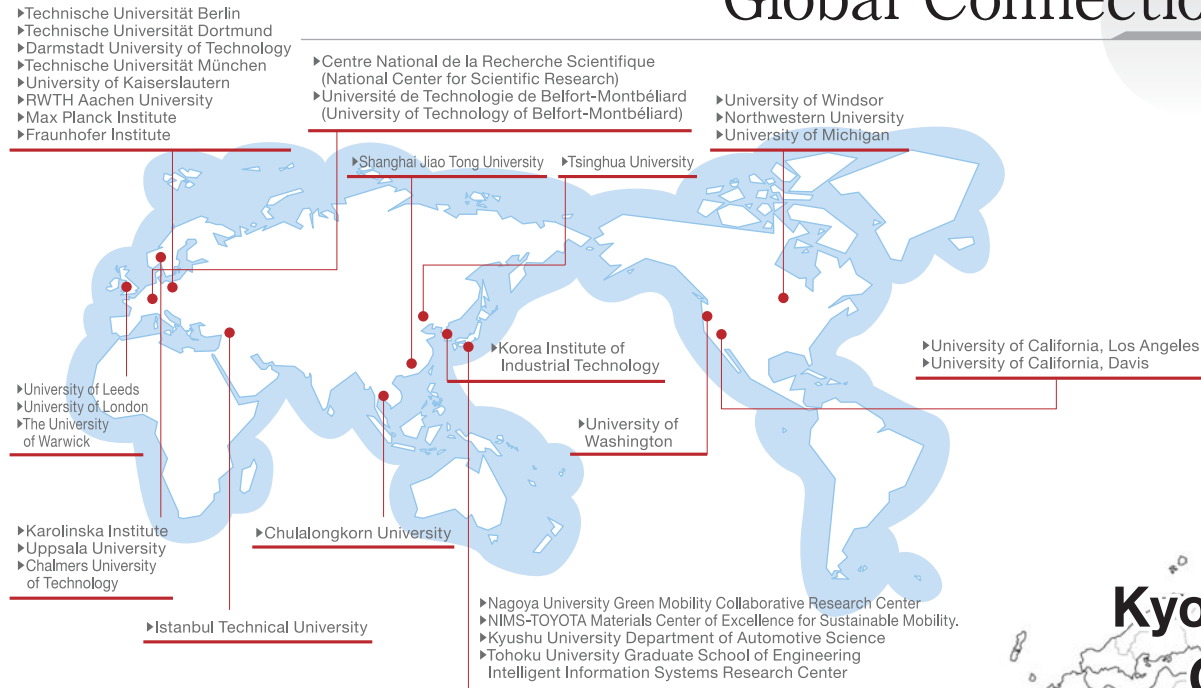 Global Connectio
▶Technische Universität Berlin
▶Technische Universität Dortmund
▶Darmstadt University of Technology
▶Technische Universität München
▶University of Kaiserslautern
▶RWTH Aachen University
▶Max Planck Institute
▶Fraunhofer Institute
▶Centre National de la Recherche Scientifique
(National Center for Scientific Research)
▶Université de Technologie de Belfort-Montbéliard
(University of Technology of Belfort-Montbéliard)
▶University of Windsor
▶Northwestern University
▶University of Michigan
▶Shanghai Jiao Tong University
▶Tsinghua University
▶Korea Institute of
Industrial Technology
▶University of California, Los Angeles
▶University of California, Davis
▶University of Leeds
▶University of London
▶The University
of Warwick
▶University of
Washington
▶Karolinska Institute
▶Uppsala University
▶Chalmers University
of Technology
▶Chulalongkorn University
▶Istanbul Technical University
▶Nagoya University Green Mobility Collaborative Research Center
▶NIMS-TOYOTA Materials Center of Excellence for Sustainable Mobility.
▶Kyushu University Department of Automotive Science
▶Tohoku University Graduate School of Engineering
Intelligent Information Systems Research Center
Kyo